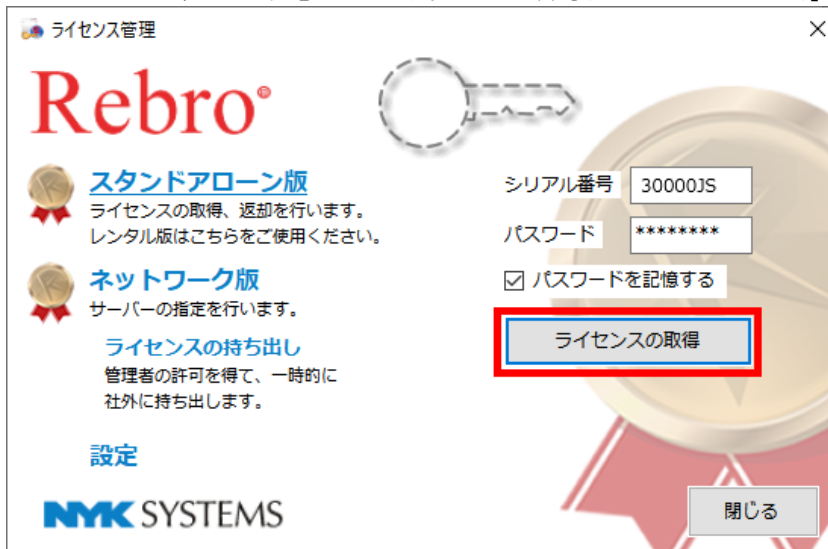 ライセンス管理
Rebro®
スタンドアローン版
ライセンスの取得、返却を行います。
レンタル版はこちらをご使用ください。
ネットワーク版
サーバーの指定を行います。
ライセンスの持ち出し
管理者の許可を得て、一時的に
社外に持ち出します。
設定
NYK SYSTEMS
シリアル番号 30000JS
パスワード ********
パスワードを記憶する
ライセンスの取得
閉じる